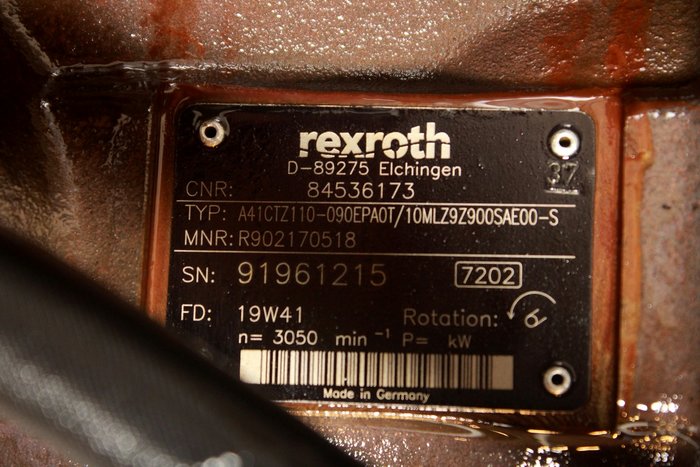 rexroth
D-89275 Elchingen
37
CNR: 84536173
TYP: A41CTZ110-090EPA0T/10MLZ9Z900SAE00-S
MNR: R902170518
SN: 91961215 7202
FD: 19W41 Rotation:
n= 3050 min⁻¹ P= kW
Made in Germany